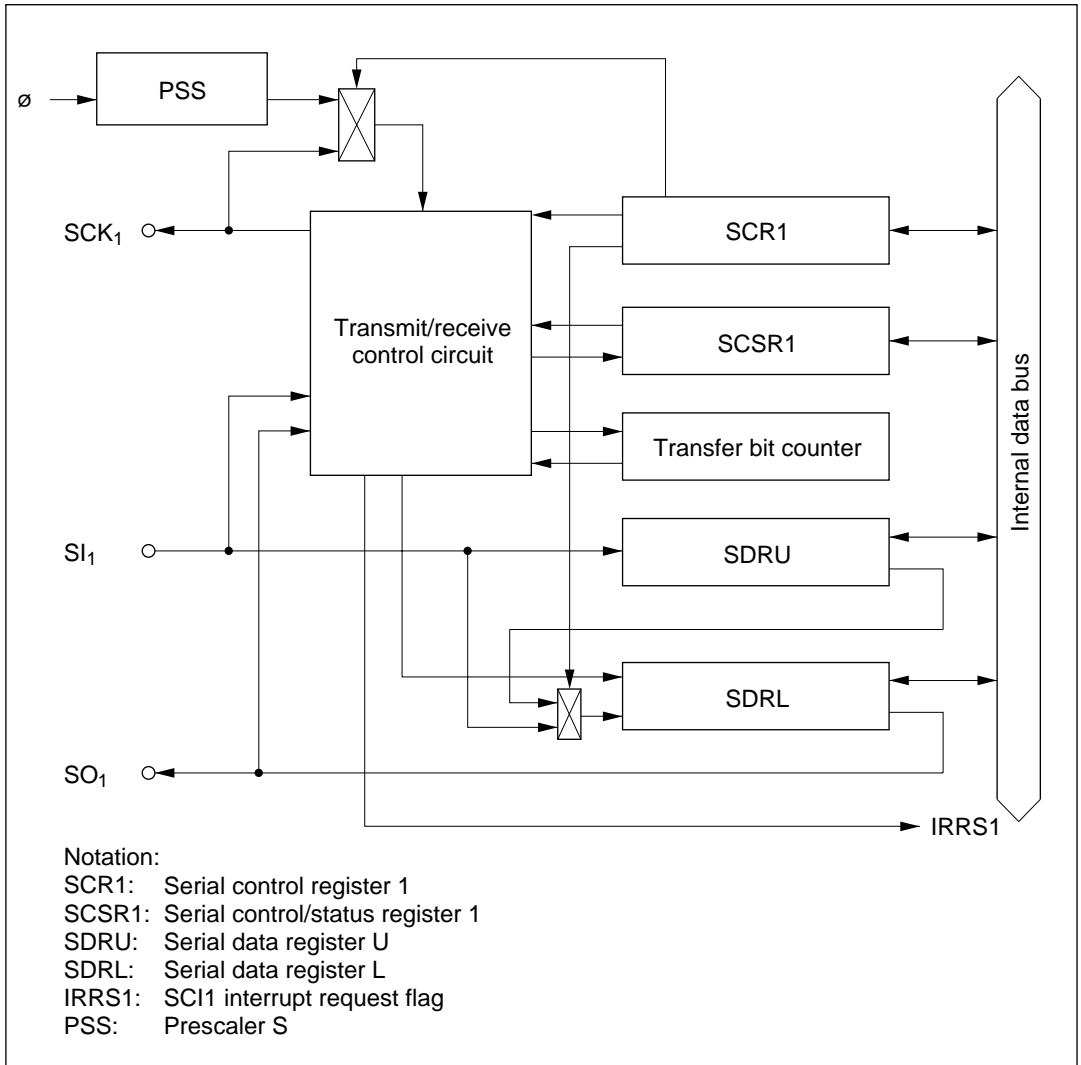 ø
PSS
SCK₁
SCR1
Transmit/receive
control circuit
SCSR1
Transfer bit counter
Internal data bus
SI₁
SDRU
SDRL
SO₁
IRRS1
Notation:
SCR1: Serial control register 1
SCSR1: Serial control/status register 1
SDRU: Serial data register U
SDRL: Serial data register L
IRRS1: SCI1 interrupt request flag
PSS: Prescaler S